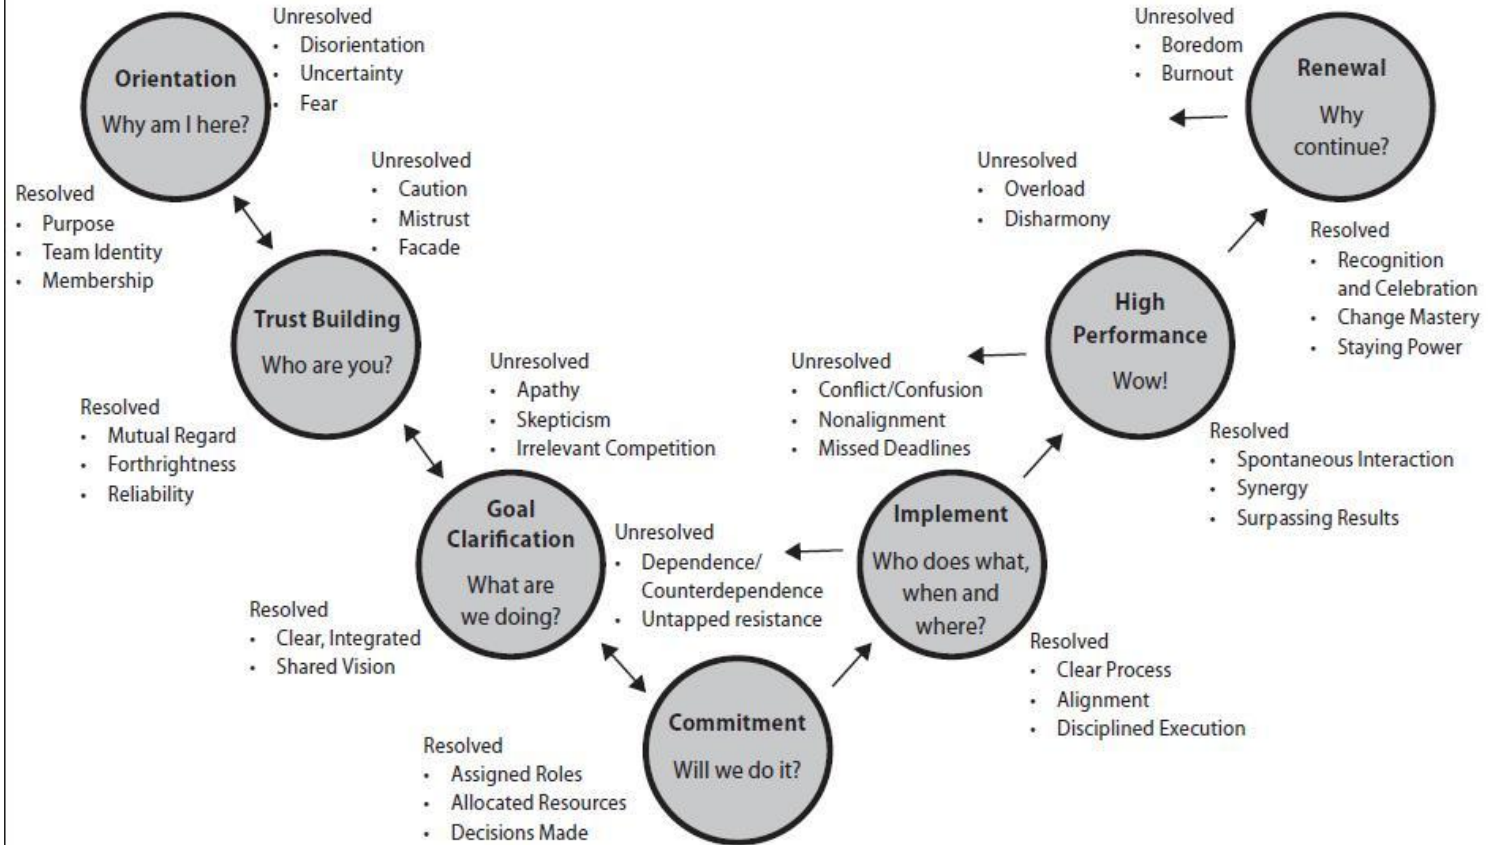 Unresolved
• Disorientation
• Uncertainty
• Fear
Orientation
Why am I here?
Resolved
• Purpose
• Team Identity
• Membership
Unresolved
• Caution
• Mistrust
• Facade
Trust Building
Who are you?
Resolved
• Mutual Regard
• Forthrightness
• Reliability
Unresolved
• Apathy
• Skepticism
• Irrelevant Competition
Goal
Clarification
What are
we doing?
Resolved
• Clear, Integrated
• Shared Vision
Unresolved
• Dependence/
Counterdependence
• Untapped resistance
Commitment
Will we do it?
Resolved
• Assigned Roles
• Allocated Resources
• Decisions Made
Unresolved
• Conflict/Confusion
• Nonalignment
• Missed Deadlines
Implement
Who does what,
when and
where?
Resolved
• Clear Process
• Alignment
• Disciplined Execution
Unresolved
• Overload
• Disharmony
High
Performance
Wow!
Resolved
• Spontaneous Interaction
• Synergy
• Surpassing Results
Unresolved
• Boredom
• Burnout
Renewal
Why
continue?
Resolved
• Recognition
and Celebration
• Change Mastery
• Staying Power